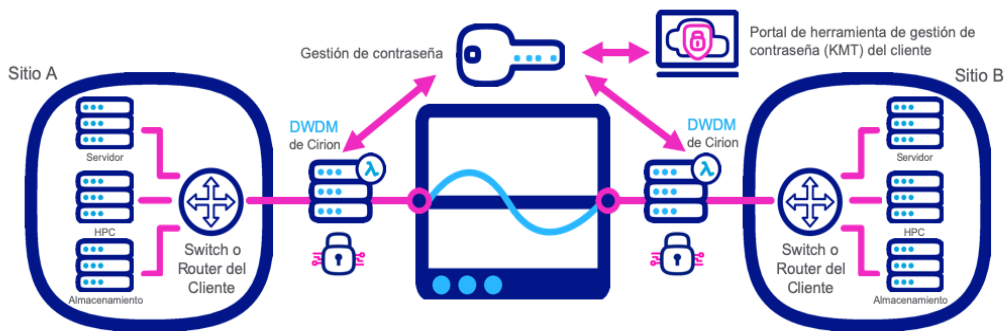 Gestión de contraseña
Portal de herramienta de gestión de
contraseña (KMT) del cliente
Sitio A
Servidor
HPC
Almacenamiento
Switch o
Router del
Cliente
DWDM
de Cirion
λ
DWDM
de Cirion
λ
Sitio B
Switch o
Router del
Cliente
Servidor
HPC
Almacenamiento